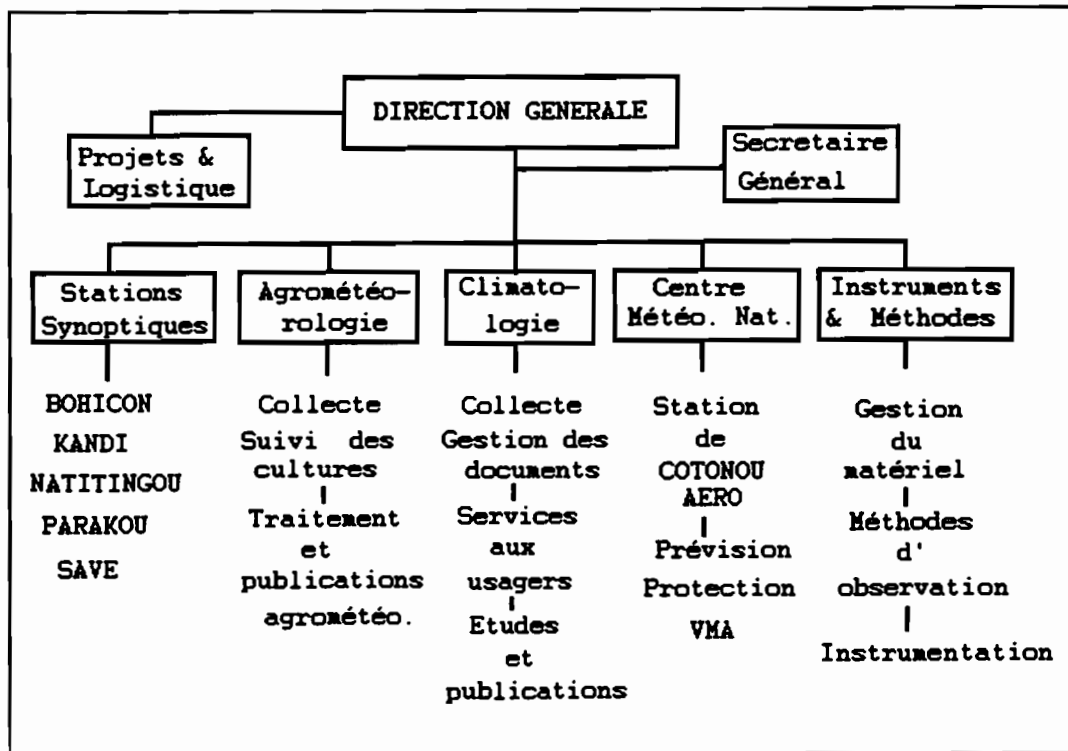 DIRECTION GENERALE
Projets &
Logistique
Secretaire
Général
Stations
Synoptiques
Agrométéo-
rologie
Climato-
logie
Centre
Météo. Nat.
Instruments
& Méthodes
BOHICON
KANDI
NATITINGOU
PARAKOU
SAVE
Collecte
Suivi des
cultures
Traitement
et
publications
agrométéo.
Collecte
Gestion des
documents
Services
aux
usagers
Etudes
et
publications
Station
de
COTONOU
AERO
Prévision
Protection
VMA
Gestion
du
matériel
Méthodes
d'
observation
Instrumentation